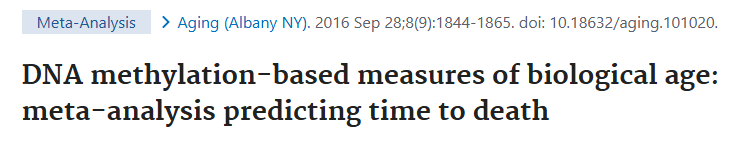 Meta-Analysis > Aging (Albany NY). 2016 Sep 28;8(9):1844-1865. doi: 10.18632/aging.101020.
DNA methylation-based measures of biological age:
meta-analysis predicting time to death